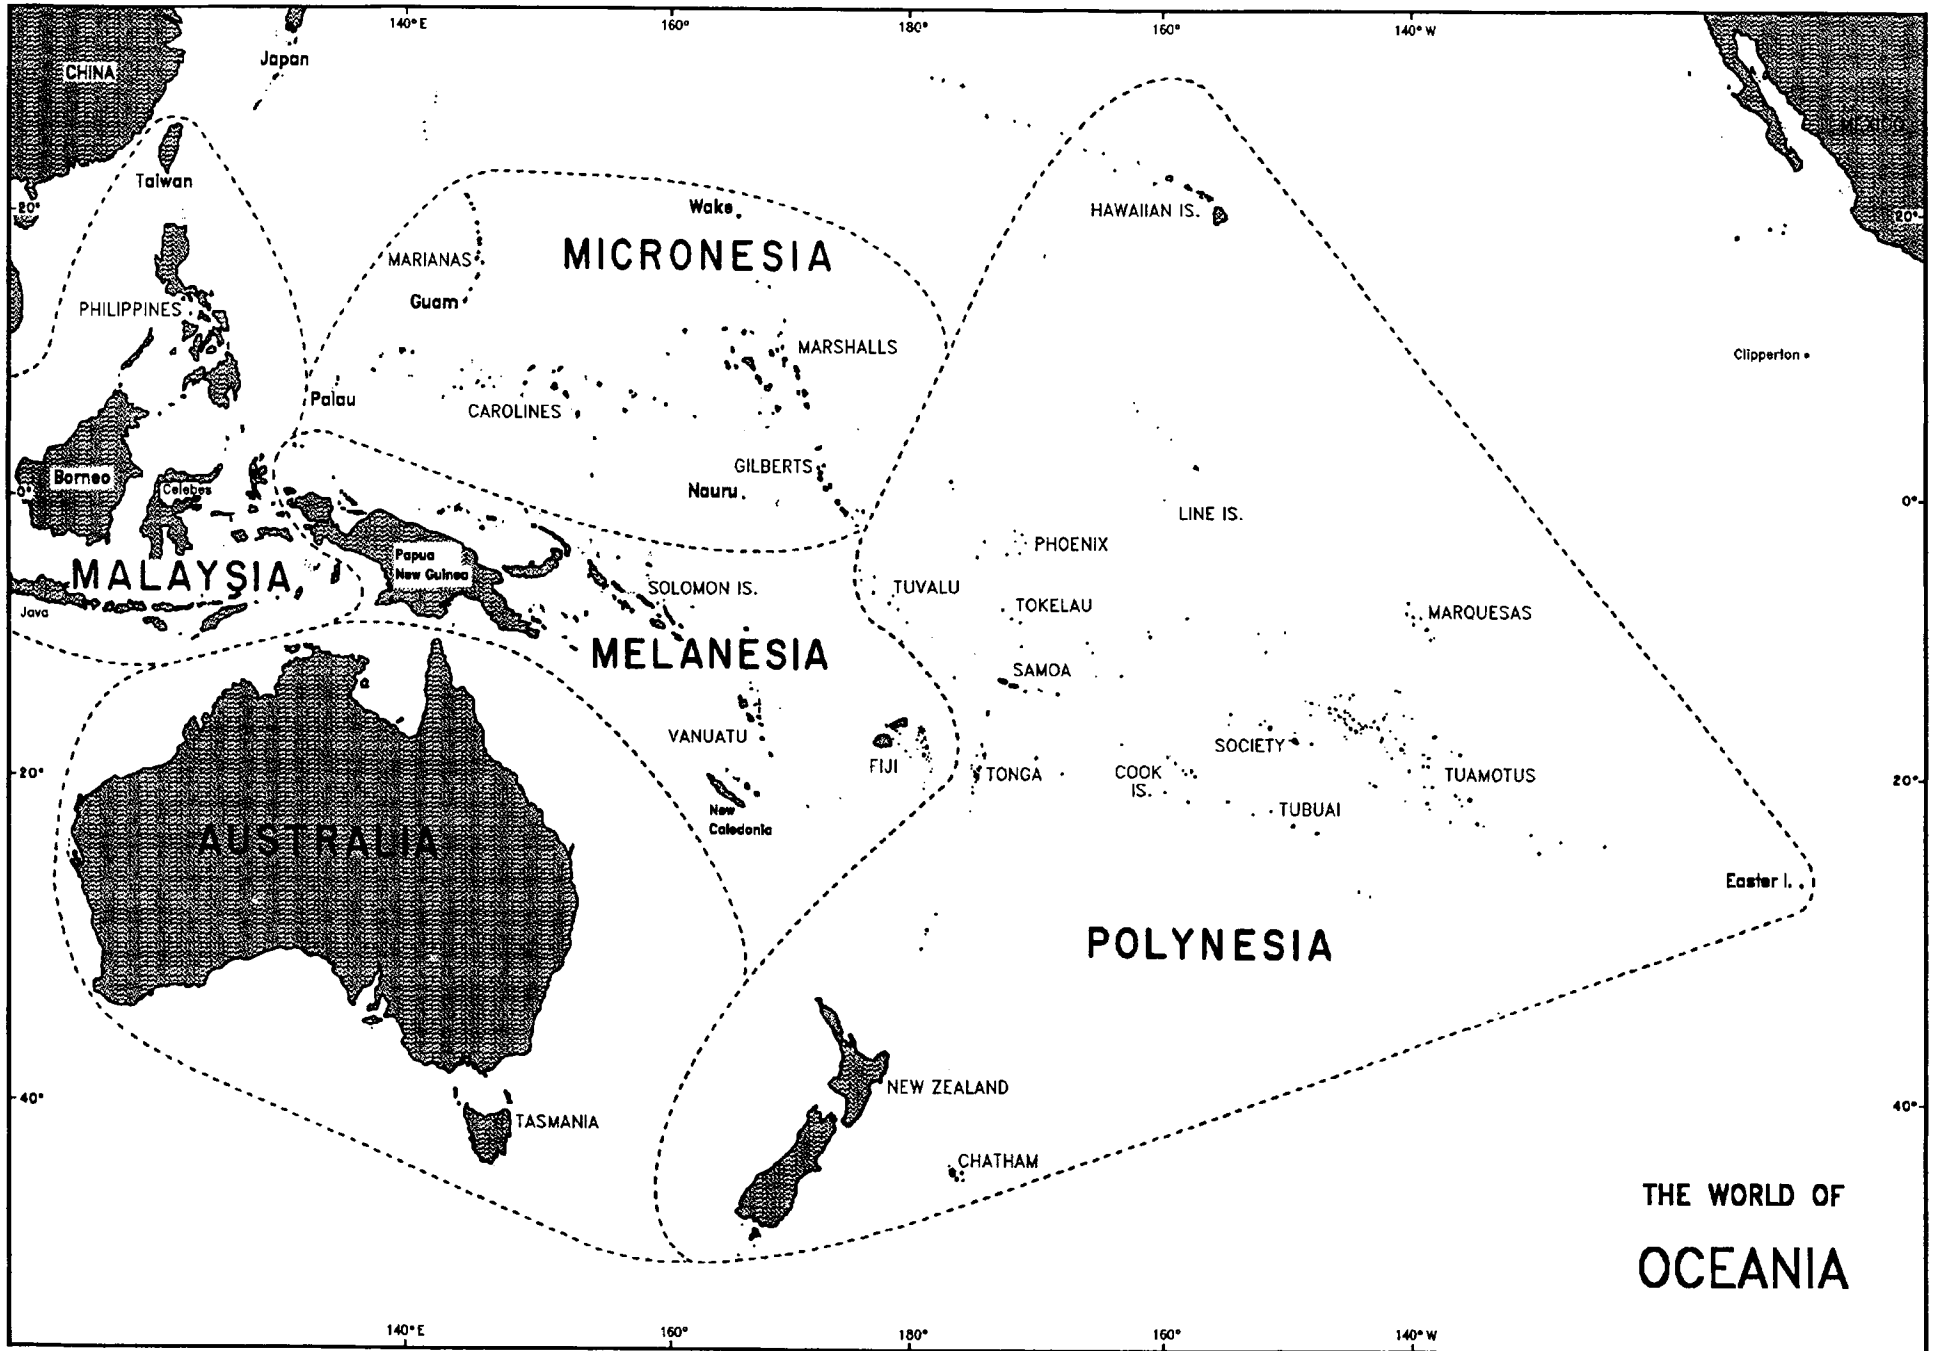 140° E
160°
180°
160°
140° W
CHINA
Japan
MEXICO
Taiwan
20°
Wake
HAWAIIAN IS.
20°
MICRONESIA
MARIANAS
Guam
PHILIPPINES
MARSHALLS
Clipperton
Palau
CAROLINES
GILBERTS
Borneo
Celebes
Nauru
0°
0°
LINE IS.
PHOENIX
Papua
New Guinea
MALAYSIA
SOLOMON IS.
TUVALU
TOKELAU
MARQUESAS
Java
MELANESIA
SAMOA
VANUATU
SOCIETY
FIJI
TONGA
COOK
IS.
TUAMOTUS
20°
20°
New
Caledonia
TUBUAI
AUSTRALIA
Easter I.
POLYNESIA
NEW ZEALAND
40°
40°
TASMANIA
CHATHAM
THE WORLD OF
OCEANIA
140° E
160°
180°
160°
140° W